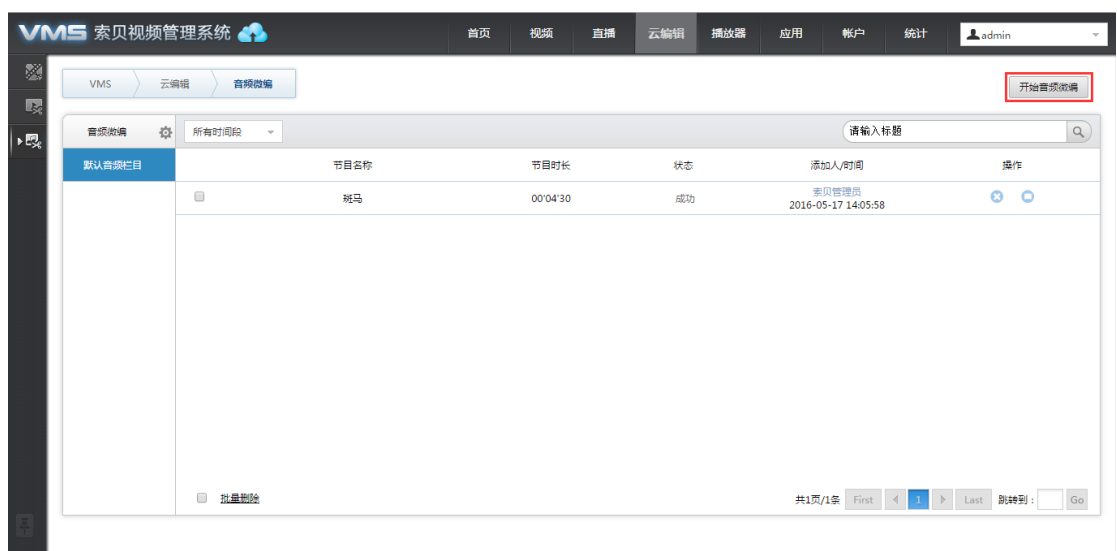 VMS 索贝视频管理系统
首页 视频 直播 云编辑 播放器 应用 帐户 统计 admin
VMS 云编辑 音频微编
开始音频微编
音频微编 所有时间段 请输入标题
默认音频栏目 节目名称 节目时长 状态 添加人/时间 操作
斑马 00'04'30 成功 索贝管理员
2016-05-17 14:05:58
批量删除 共1页/1条 First 1 Last 跳转到: Go